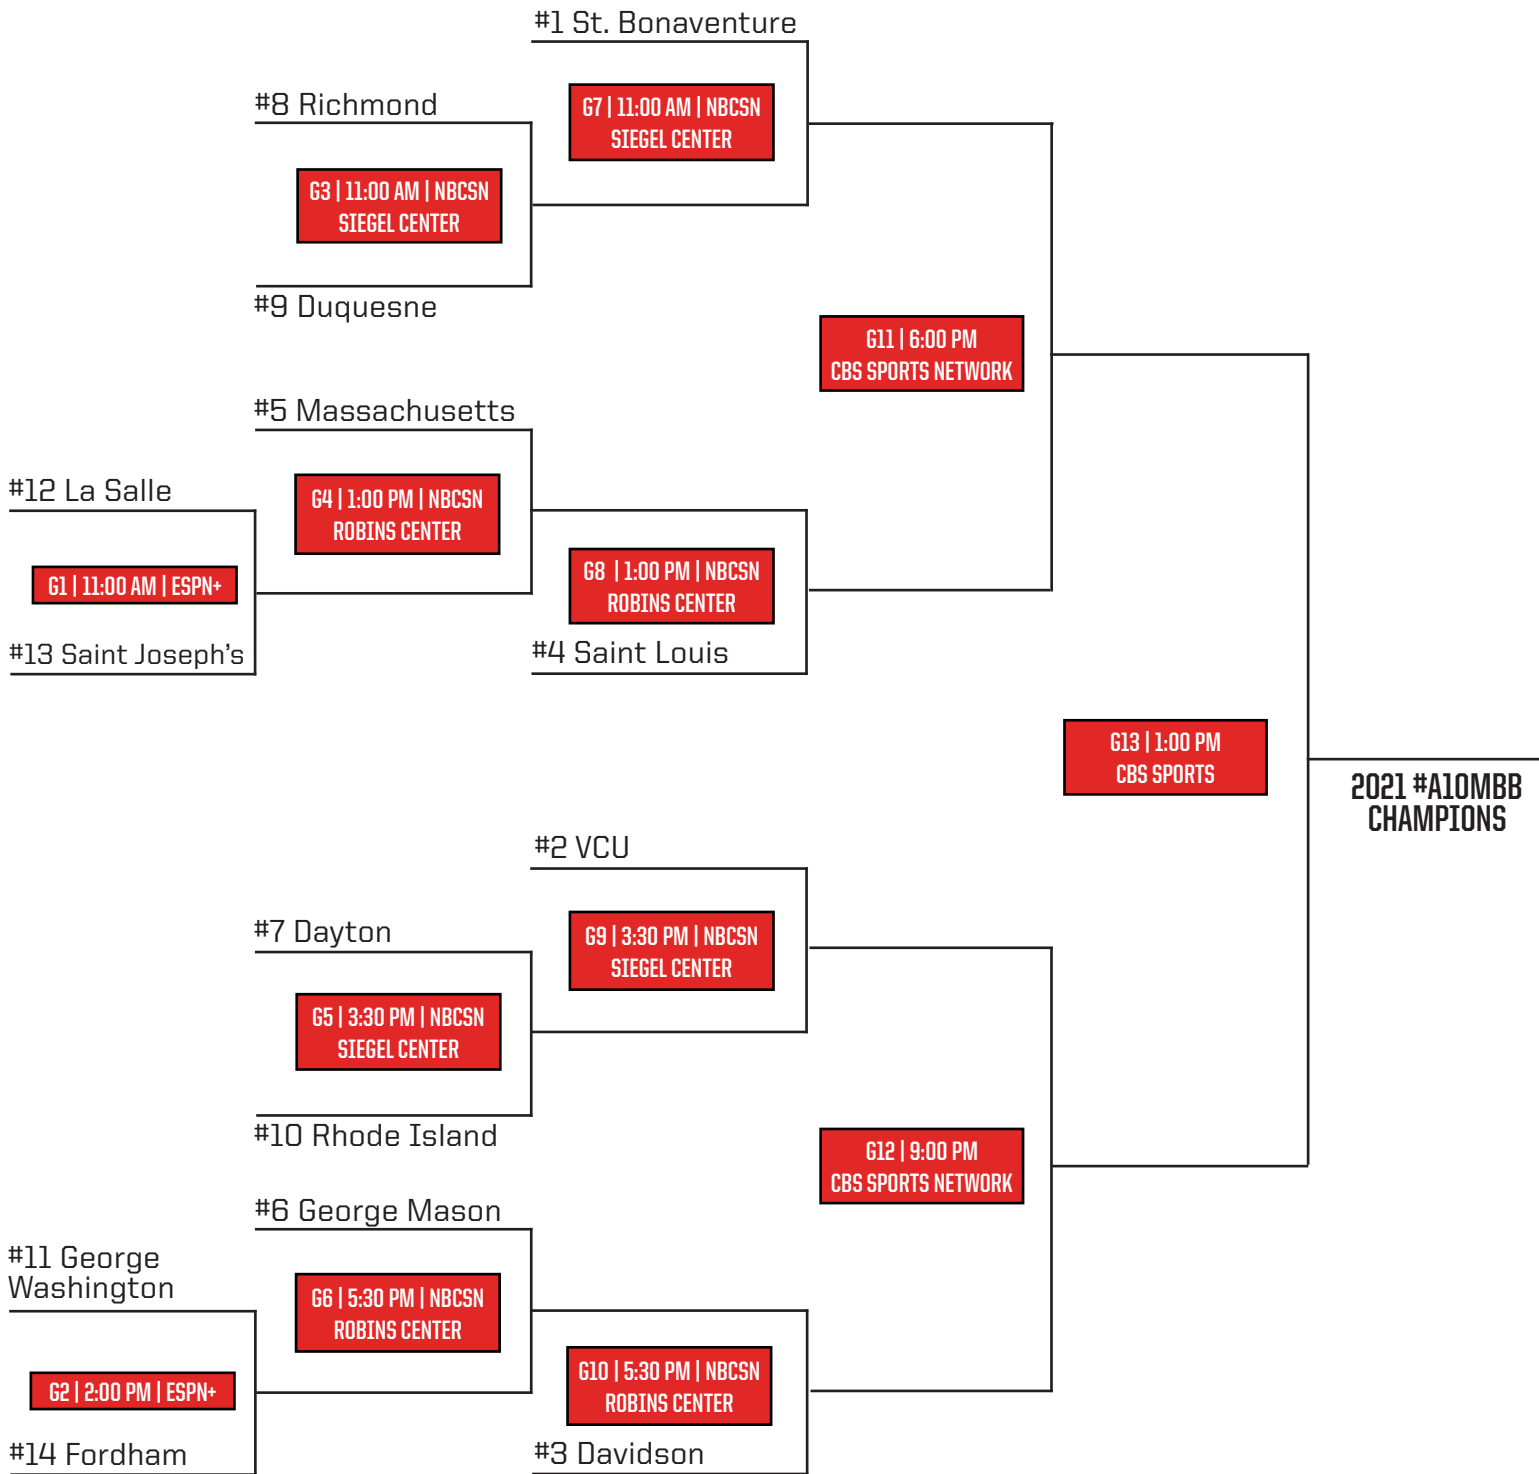 #1 St. Bonaventure
#8 Richmond
G7 | 11:00 AM | NBCSN
SIEGEL CENTER
G3 | 11:00 AM | NBCSN
SIEGEL CENTER
#9 Duquesne
G11 | 6:00 PM
CBS SPORTS NETWORK
#5 Massachusetts
#12 La Salle
G4 | 1:00 PM | NBCSN
ROBINS CENTER
G1 | 11:00 AM | ESPN+
G8 | 1:00 PM | NBCSN
ROBINS CENTER
#13 Saint Joseph's
#4 Saint Louis
G13 | 1:00 PM
CBS SPORTS
2021 #A10MBB
CHAMPIONS
#2 VCU
#7 Dayton
G9 | 3:30 PM | NBCSN
SIEGEL CENTER
G5 | 3:30 PM | NBCSN
SIEGEL CENTER
#10 Rhode Island
G12 | 9:00 PM
CBS SPORTS NETWORK
#6 George Mason
#11 George
Washington
G6 | 5:30 PM | NBCSN
ROBINS CENTER
G2 | 2:00 PM | ESPN+
G10 | 5:30 PM | NBCSN
ROBINS CENTER
#14 Fordham
#3 Davidson